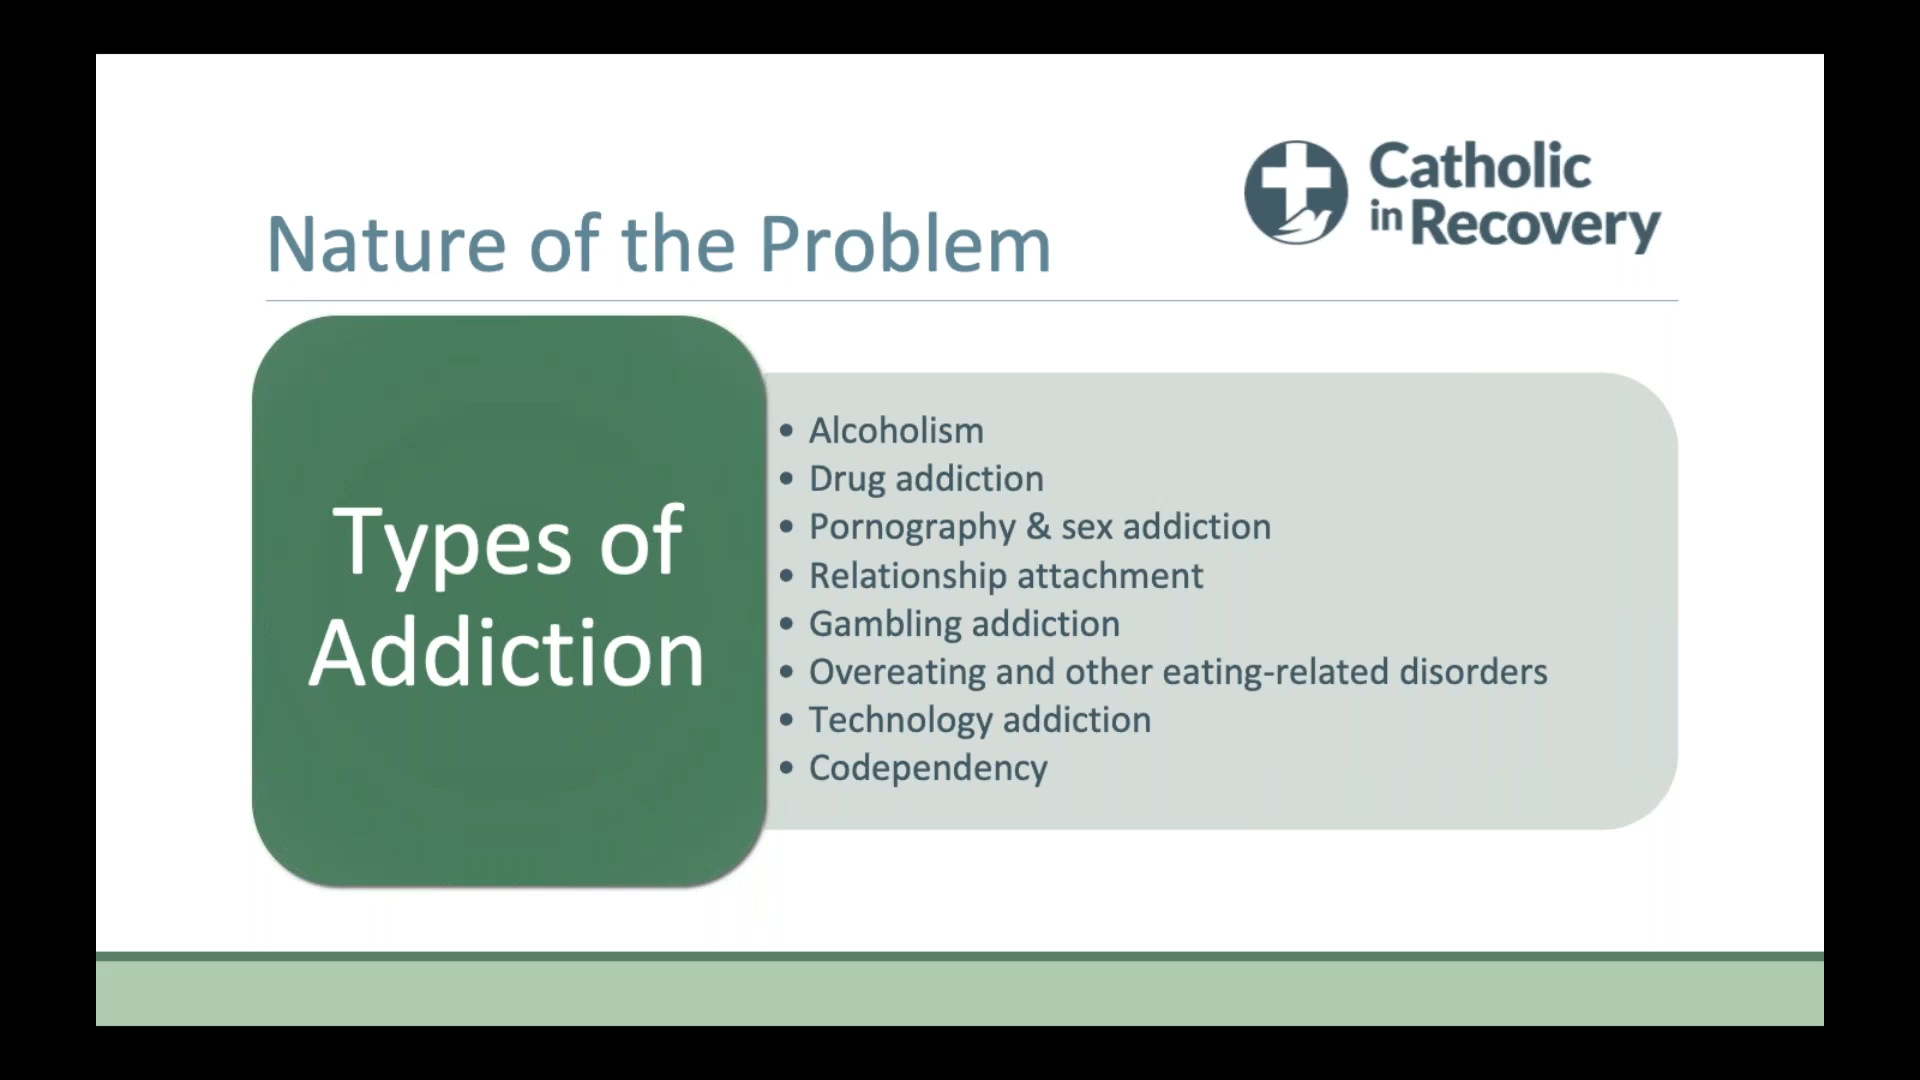 Catholic
in Recovery
Nature of the Problem
Types of
Addiction
• Alcoholism
• Drug addiction
• Pornography & sex addiction
• Relationship attachment
• Gambling addiction
• Overeating and other eating-related disorders
• Technology addiction
• Codependency